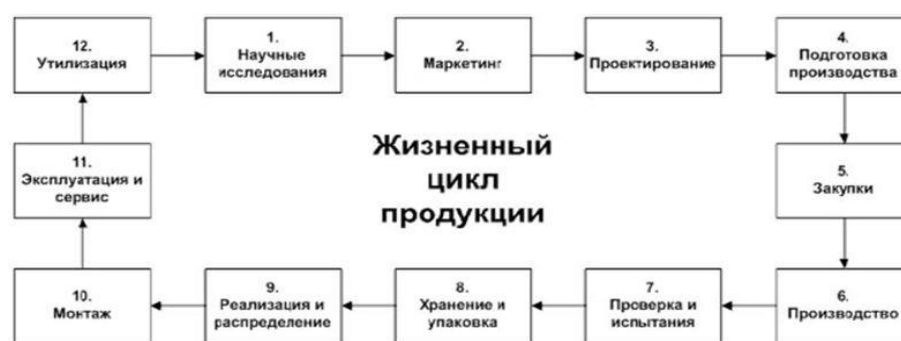 12.
Утилизация
1.
Научные
исследования
2.
Маркетинг
3.
Проектирование
4.
Подготовка
производства
11.
Эксплуатация и
сервис
Жизненный
цикл
продукции
5.
Закупки
10.
Монтаж
9.
Реализация и
распределение
8.
Хранение и
упаковка
7.
Проверка и
испытания
6.
Производство